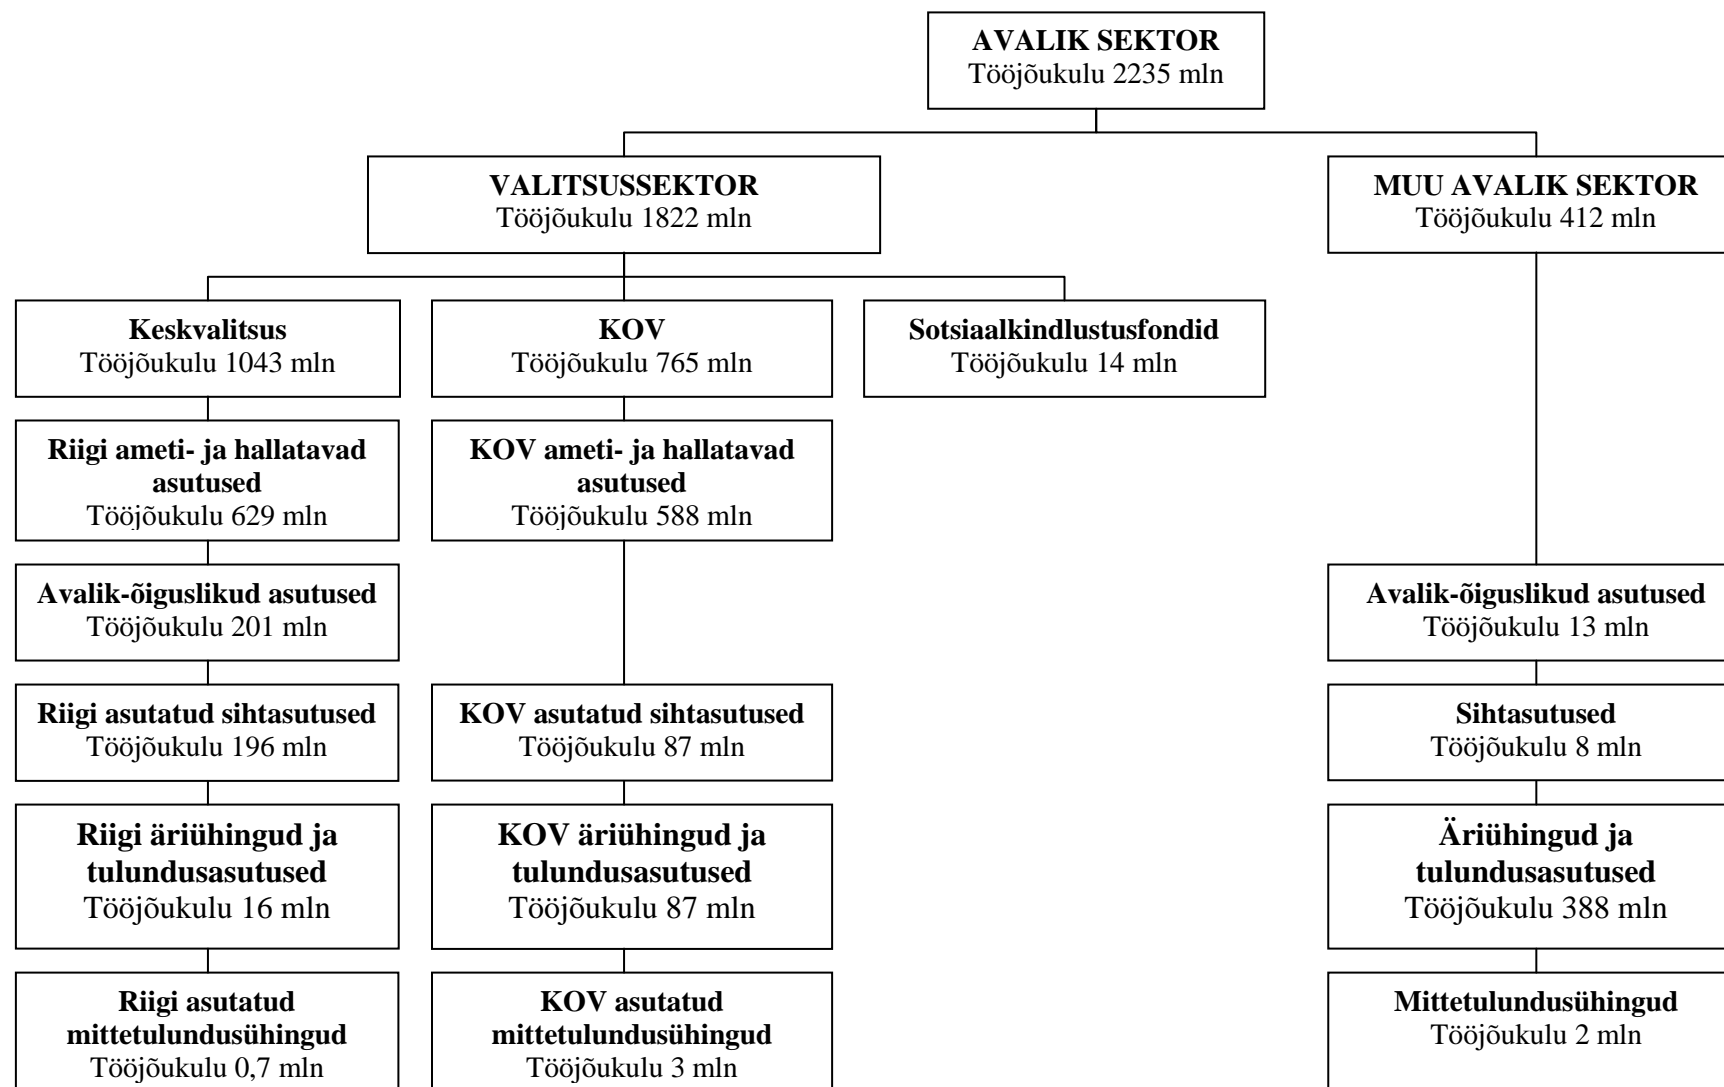 AVALIK SEKTOR
Tööjõukulu 2235 mln
VALITSUSSEKTOR
Tööjõukulu 1822 mln
MUU AVALIK SEKTOR
Tööjõukulu 412 mln
Keskvalitsus
Tööjõukulu 1043 mln
KOV
Tööjõukulu 765 mln
Sotsiaalkindlustusfondid
Tööjõukulu 14 mln
Riigi ameti- ja hallatavad
asutused
Tööjõukulu 629 mln
KOV ameti- ja hallatavad
asutused
Tööjõukulu 588 mln
Avalik-õiguslikud asutused
Tööjõukulu 201 mln
Avalik-õiguslikud asutused
Tööjõukulu 13 mln
Riigi asutatud sihtasutused
Tööjõukulu 196 mln
KOV asutatud sihtasutused
Tööjõukulu 87 mln
Sihtasutused
Tööjõukulu 8 mln
Riigi äriühingud ja
tulundusasutused
Tööjõukulu 16 mln
KOV äriühingud ja
tulundusasutused
Tööjõukulu 87 mln
Äriühingud ja
tulundusasutused
Tööjõukulu 388 mln
Riigi asutatud
mittetulundusühingud
Tööjõukulu 0,7 mln
KOV asutatud
mittetulundusühingud
Tööjõukulu 3 mln
Mittetulundusühingud
Tööjõukulu 2 mln